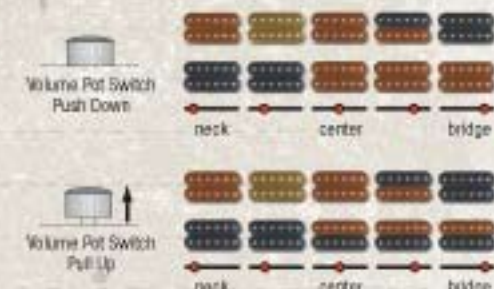 Volume Pot Switch
Push Down
neck center bridge
Volume Pot Switch
Pull Up
neck center bridge